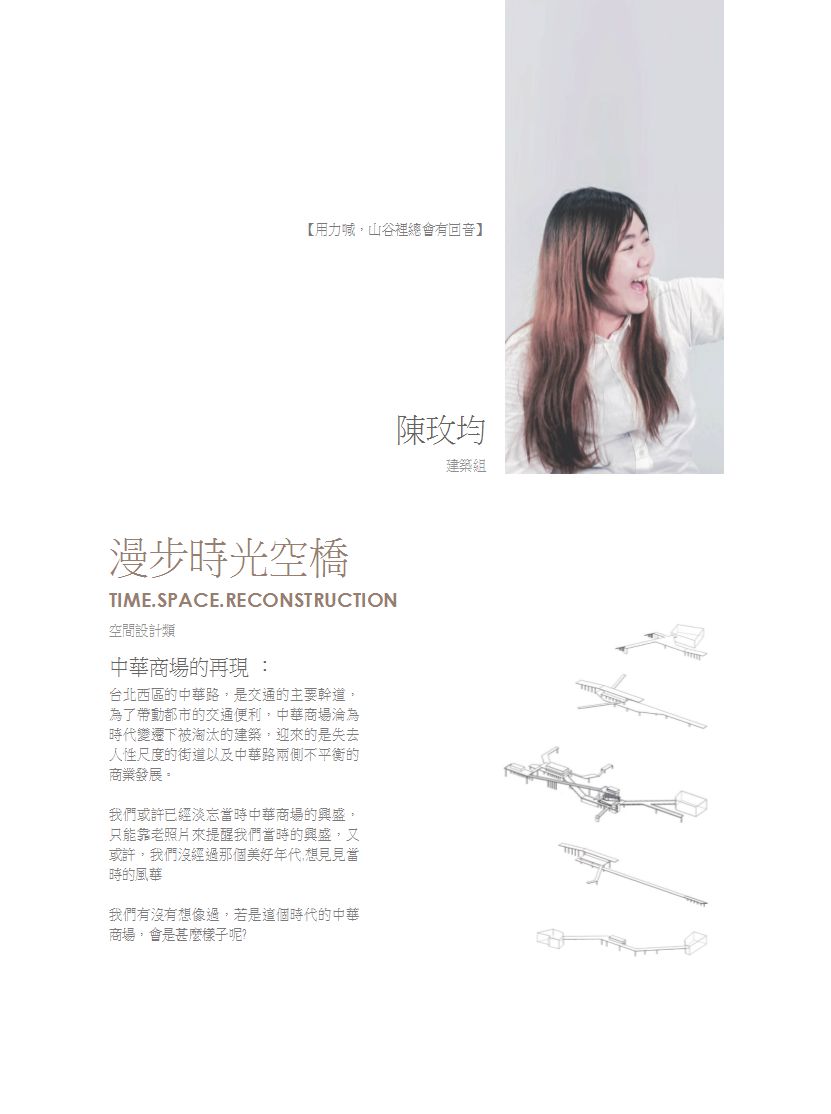 【用力喊，山谷裡總會有回音】
陳玫均
建築組
漫步時光空橋
TIME.SPACE.RECONSTRUCTION
空間設計類
中華商場的再現 ：
台北西區的中華路，是交通的主要幹道，
為了帶動都市的交通便利，中華商場淪為
時代變遷下被淘汰的建築，迎來的是失去
人性尺度的街道以及中華路兩側不平衡的
商業發展。
我們或許已經淡忘當時中華商場的興盛，
只能靠老照片來提醒我們當時的興盛，又
或許，我們沒經過那個美好年代,想見見當
時的風華
我們有沒有想像過，若是這個時代的中華
商場，會是甚麼樣子呢?